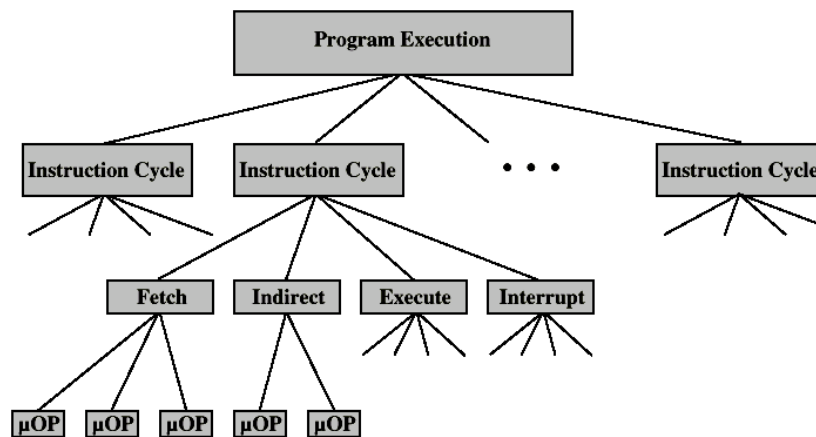 Program Execution
Instruction Cycle
Instruction Cycle
• • •
Instruction Cycle
Fetch
Indirect
Execute
Interrupt
µOP
µOP
µOP
µOP
µOP